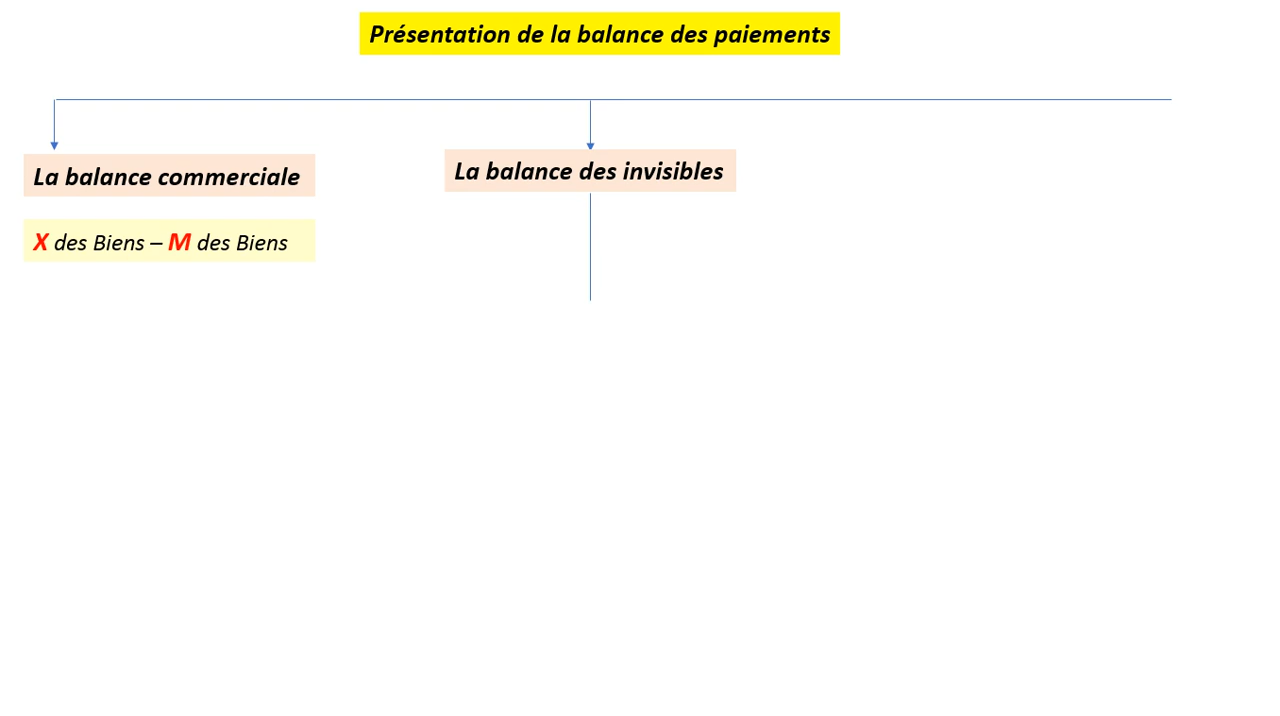 Présentation de la balance des paiements
La balance commerciale
La balance des invisibles
X des Biens – M des Biens